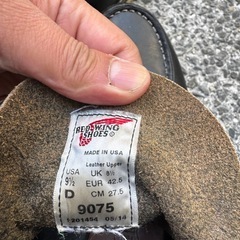 RED WING
SHOES
MADE IN USA
Leather Upper
USA UK 8½
9½ EUR 42.5
D CM 27.5
9075